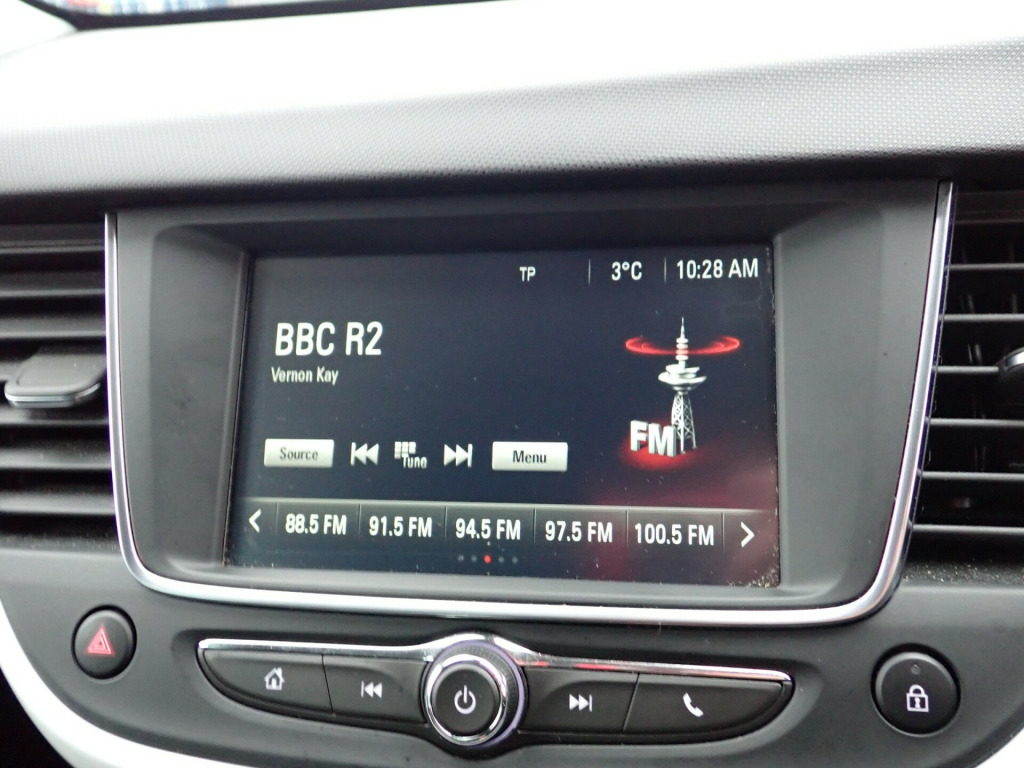 TP 3°C 10:28 AM
BBC R2
Vernon Kay
FM
Source Tune Menu
88.5 FM 91.5 FM 94.5 FM 97.5 FM 100.5 FM